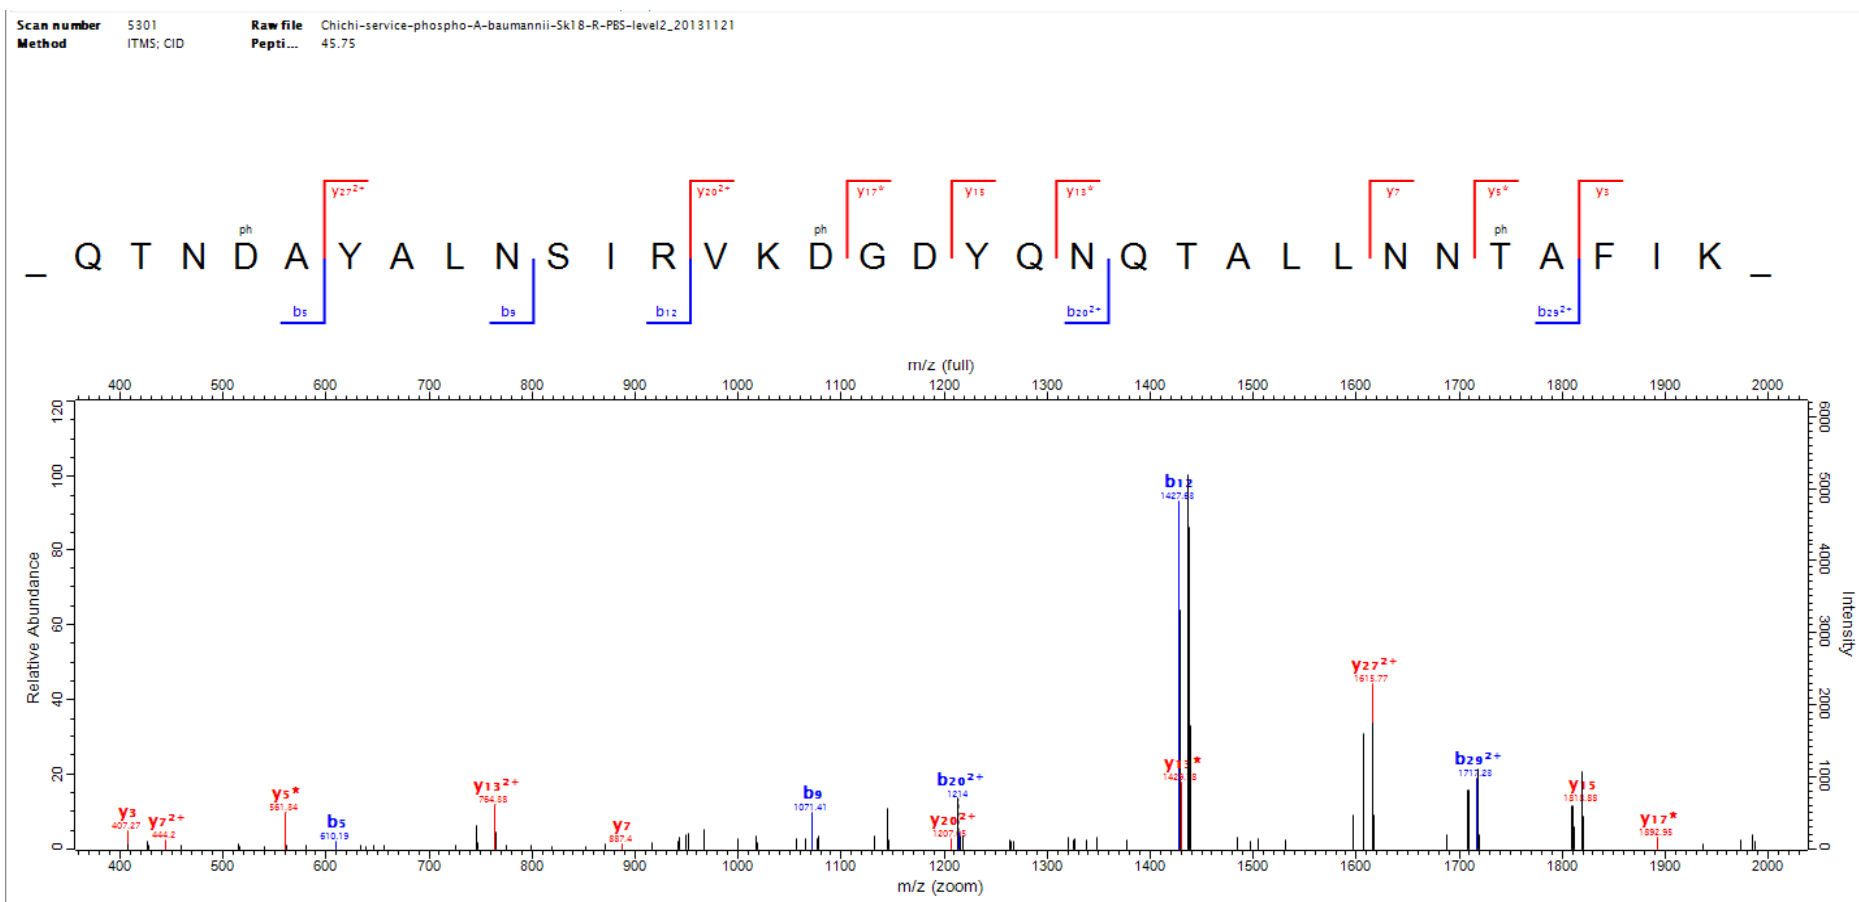 Scan number 5301 Raw file Chichi-service-phospho-A-baumannii-Sk18-R-PBS-level2_20131121
Method ITMS; CID Pepti... 45.75
y₂₇²⁺ y₂₀²⁺ y₁₇* y₁₅ y₁₃* y₇ y₅* y₃
ph ph ph
_ Q T N D A Y A L N S I R V K D G D Y Q N Q T A L L N N T A F I K _
b₅ b₉ b₁₂ b₂₀²⁺ b₂₉²⁺
m/z (full)
400 500 600 700 800 900 1000 1100 1200 1300 1400 1500 1600 1700 1800 1900 2000
120
100
80
60
40
20
0
Relative Abundance
6000
5000
4000
3000
2000
1000
0
Intensity
b₁₂
1427.63
y₂₇²⁺
1615.77
b₂₉²⁺
1717.28
y₁₃*
y₁₅
1813.88
y₁₃²⁺
764.88
b₂₀²⁺
1214
y₅*
561.34
b₉
1071.41
y₃
407.27
y₇²⁺
444.2
b₅
610.19
y₇
887.4
y₂₀²⁺
y₁₇*
1892.95
400 500 600 700 800 900 1000 1100 1200 1300 1400 1500 1600 1700 1800 1900 2000
m/z (zoom)